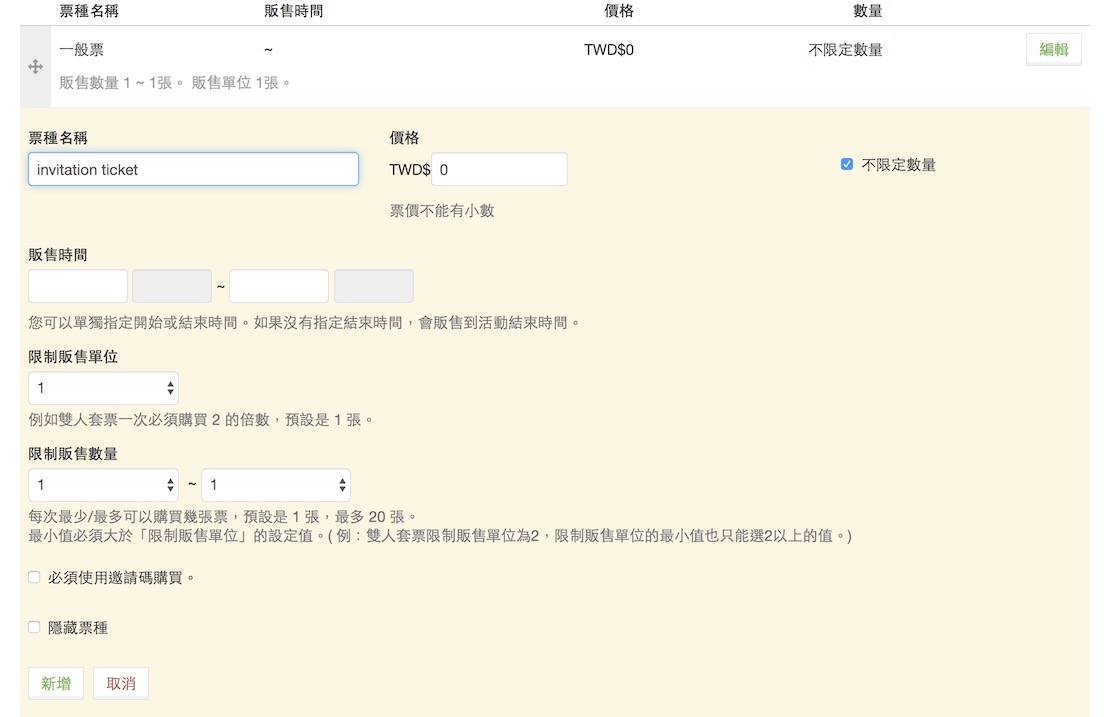 票種名稱 販售時間 價格 數量
一般票 ~ TWD$0 不限定數量 編輯
販售數量 1 ~ 1張。 販售單位 1張。
票種名稱 價格
invitation ticket TWD$ 0 不限定數量
票價不能有小數
販售時間
~
您可以單獨指定開始或結束時間。如果沒有指定結束時間，會販售到活動結束時間。
限制販售單位
1
例如雙人套票一次必須購買 2 的倍數，預設是 1 張。
限制販售數量
1 ~ 1
每次最少/最多可以購買幾張票，預設是 1 張，最多 20 張。
最小值必須大於「限制販售單位」的設定值。( 例：雙人套票限制販售單位為2，限制販售單位的最小值也只能選2以上的值。)
必須使用邀請碼購買。
隱藏票種
新增 取消